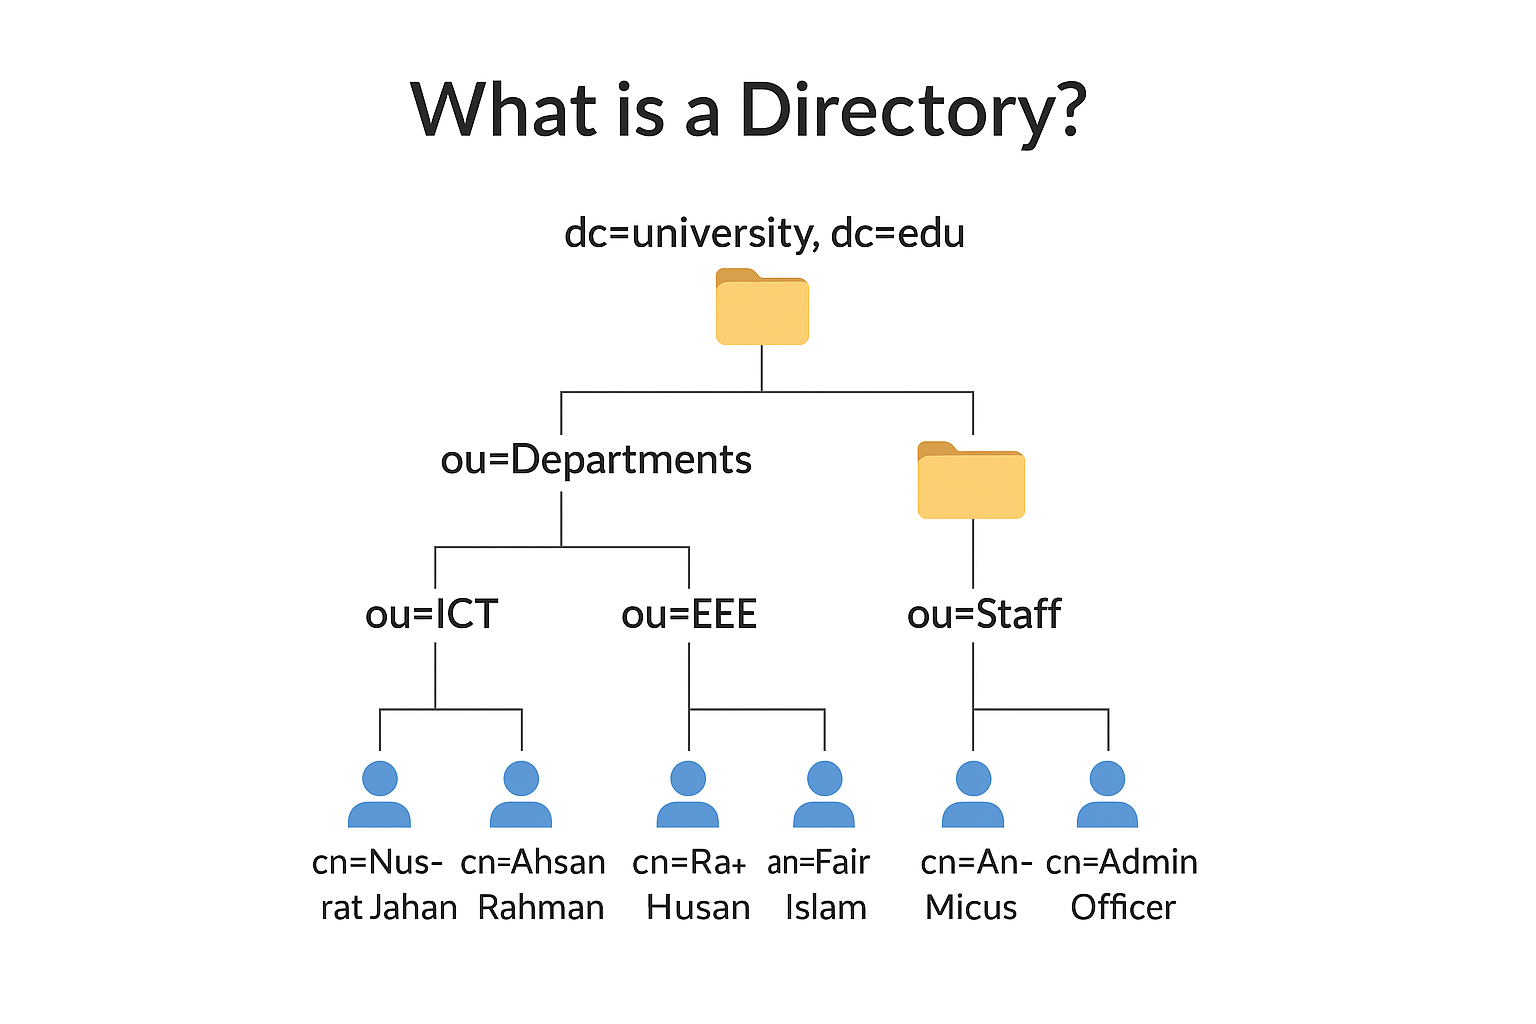 What is a Directory?
dc=university, dc=edu
ou=Departments
ou=ICT
ou=EEE
ou=Staff
cn=Nus-
rat Jahan
cn=Ahsan
Rahman
cn=Ra+
Husan
an=Fair
Islam
cn=An-
Micus
cn=Admin
Officer